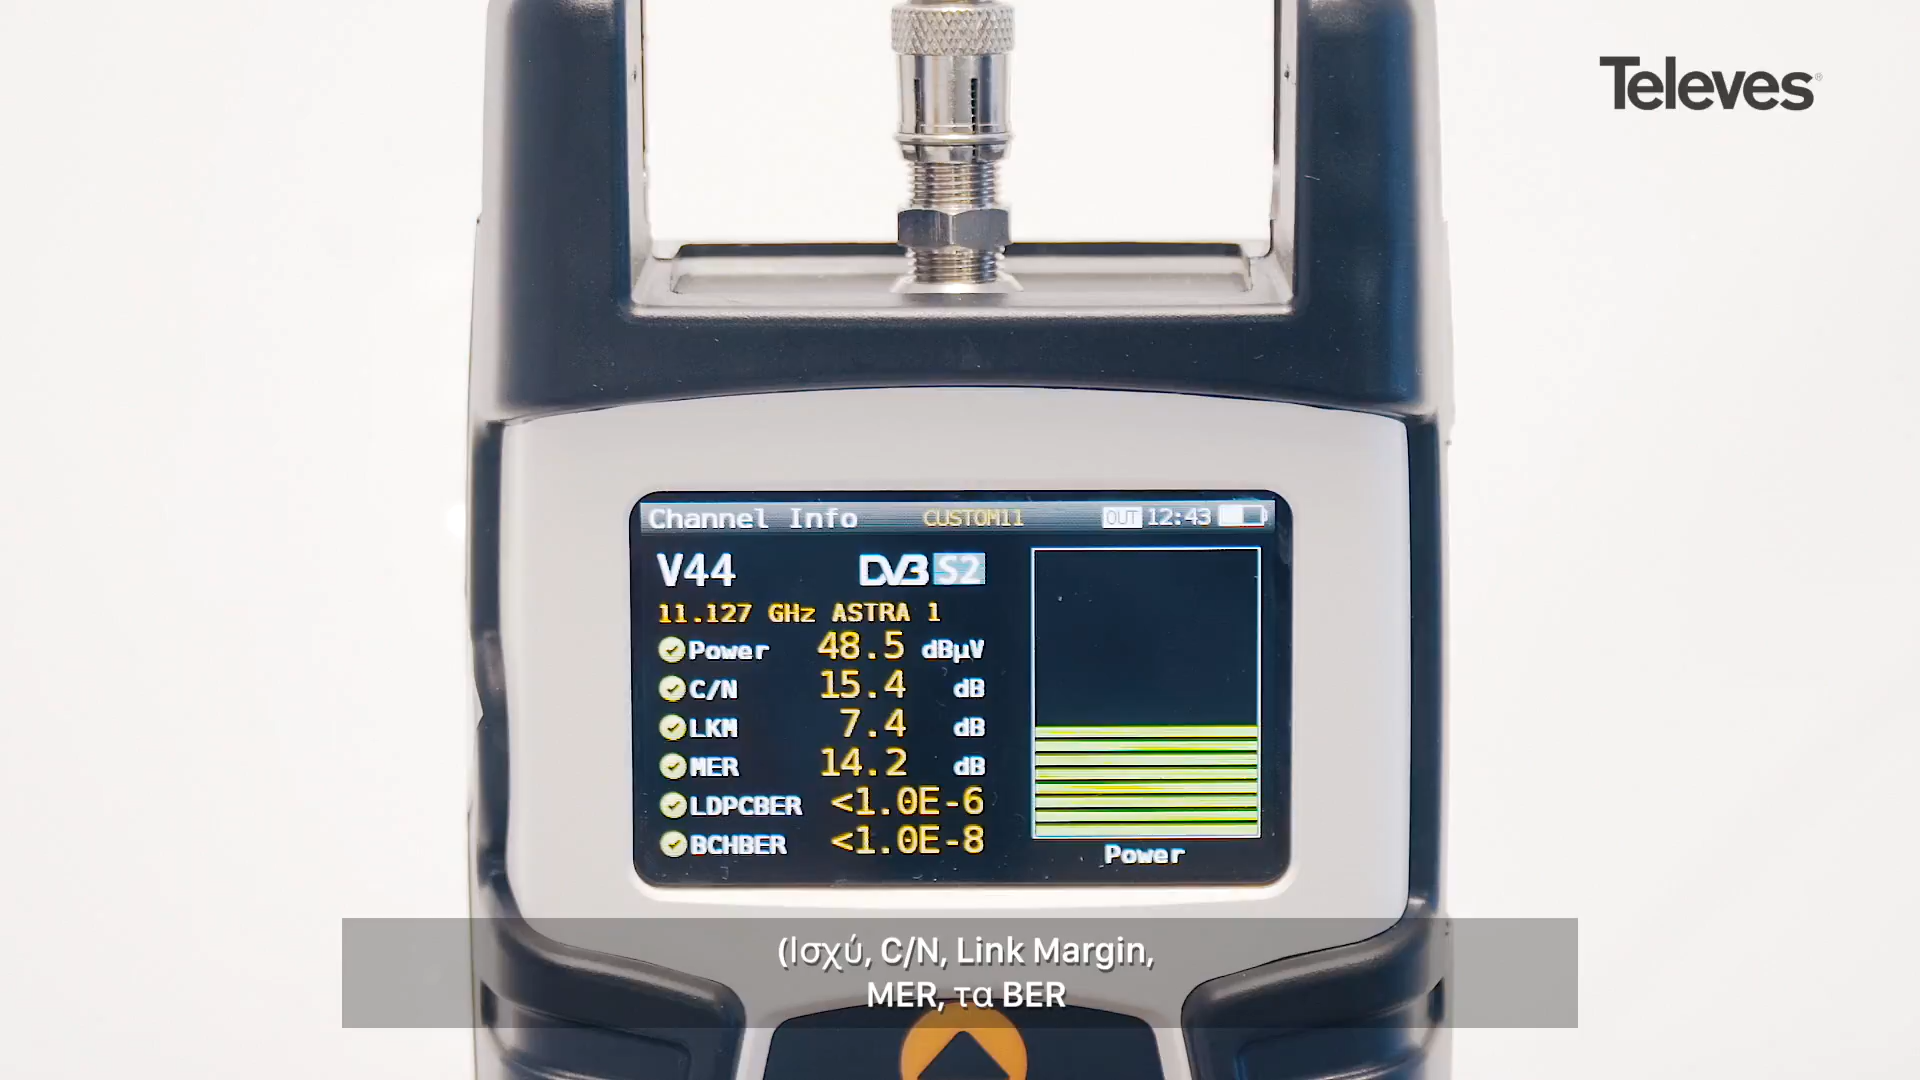 Televes®
Channel Info CUSTOM11 OUT 12:43
V44 DVB S2
11.127 GHz ASTRA 1
Power 48.5 dBµV
C/N 15.4 dB
LKM 7.4 dB
MER 14.2 dB
LDPCBER <1.0E-6
BCHBER <1.0E-8
Power
(Ισχύ, C/N, Link Margin,
MER, τα BER